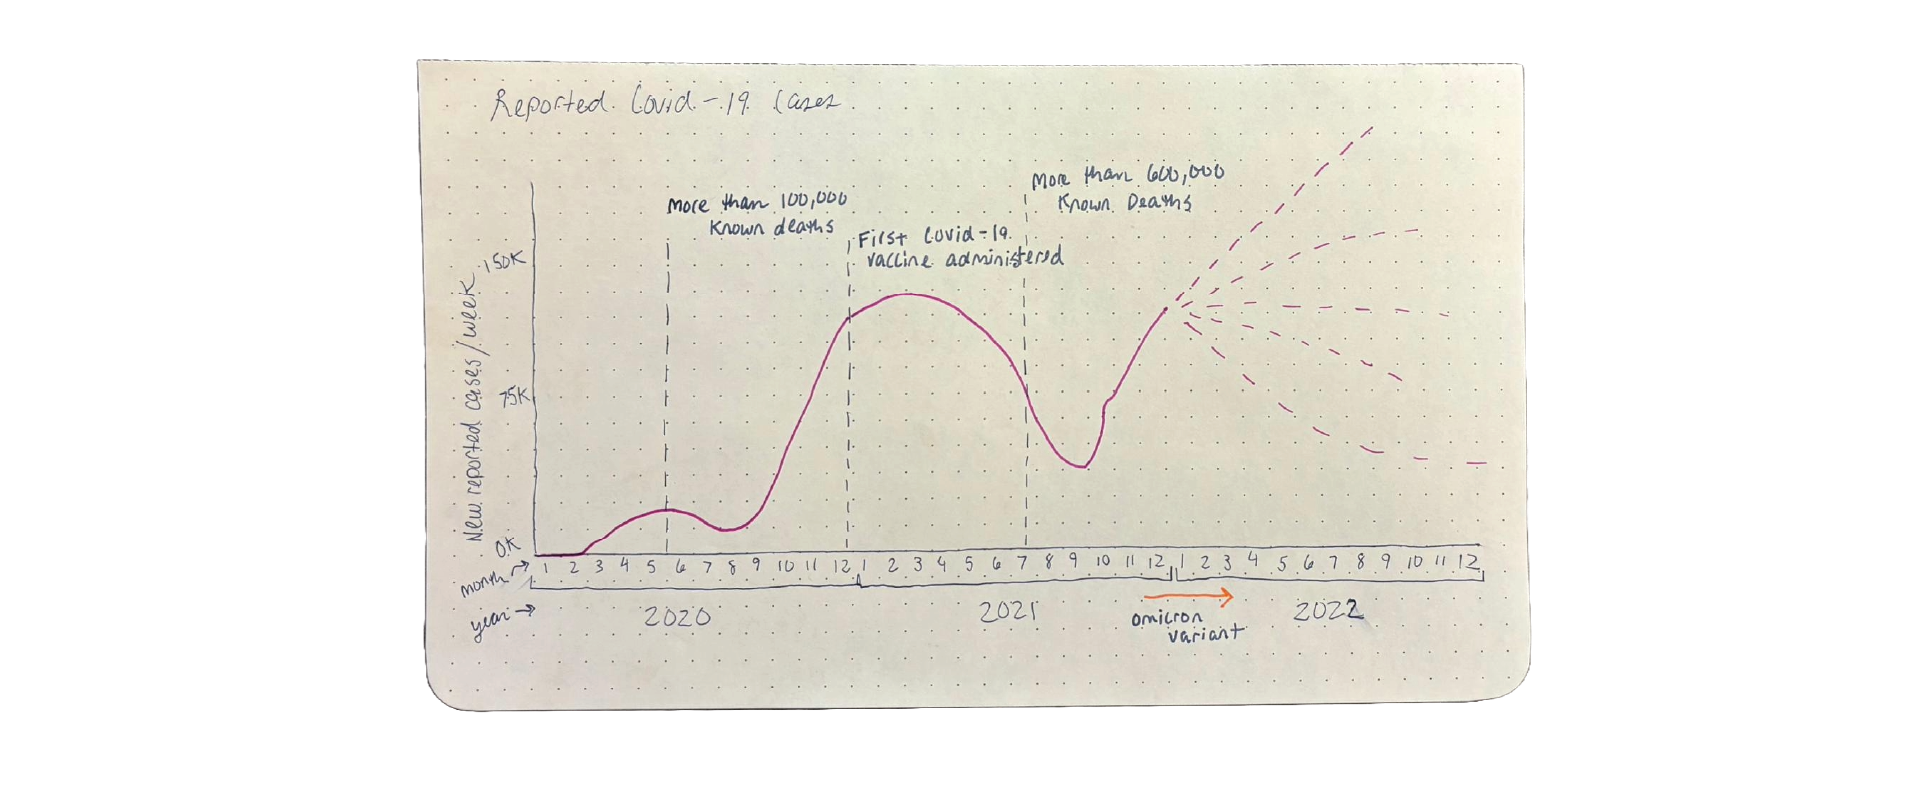 Reported Covid-19 Cases
More than 100,000
Known deaths
First Covid-19
vaccine administered
More than 600,000
Known Deaths
New reported cases/week
150K
75K
0K
month →
1 2 3 4 5 6 7 8 9 10 11 12 1 2 3 4 5 6 7 8 9 10 11 12 1 2 3 4 5 6 7 8 9 10 11 12
year →
2020 2021 2022
omicron
variant